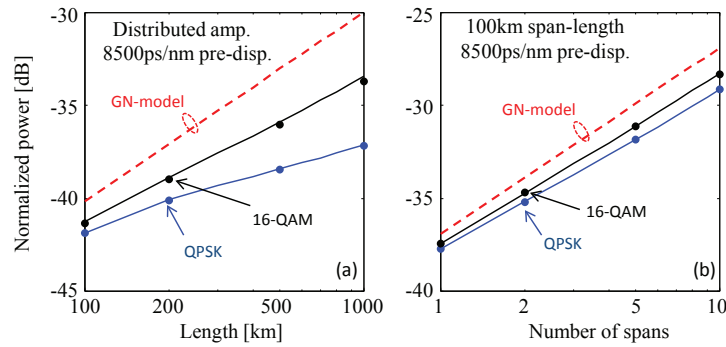 Distributed amp.
8500ps/nm pre-disp.
GN-model
16-QAM
QPSK
(a)
Normalized power [dB]
-30
-35
-40
-45
100
200
500
1000
Length [km]
100km span-length
8500ps/nm pre-disp.
GN-model
16-QAM
QPSK
(b)
-25
-30
-35
-40
1
2
5
10
Number of spans